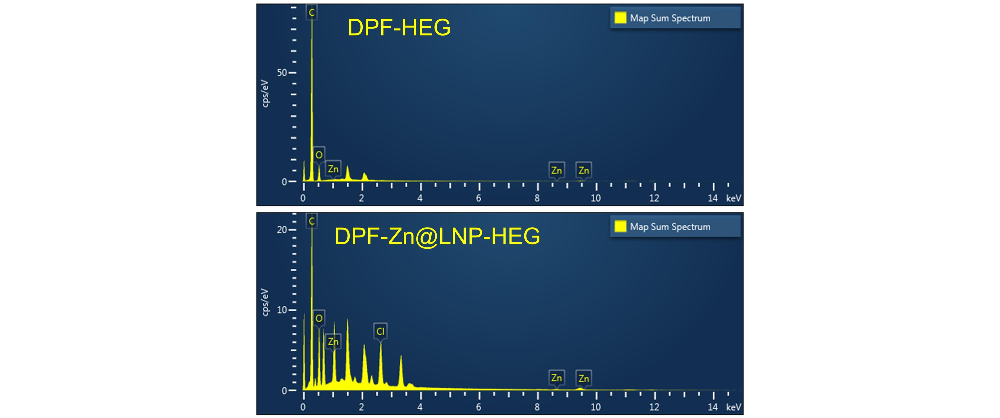 C
DPF-HEG
Map Sum Spectrum
50
cps/eV
O
Zn
Zn
Zn
0
0 2 4 6 8 10 12 14 keV
C
DPF-Zn@LNP-HEG
Map Sum Spectrum
20
cps/eV
10
O
Cl
Zn
Zn
Zn
0
0 2 4 6 8 10 12 14 keV